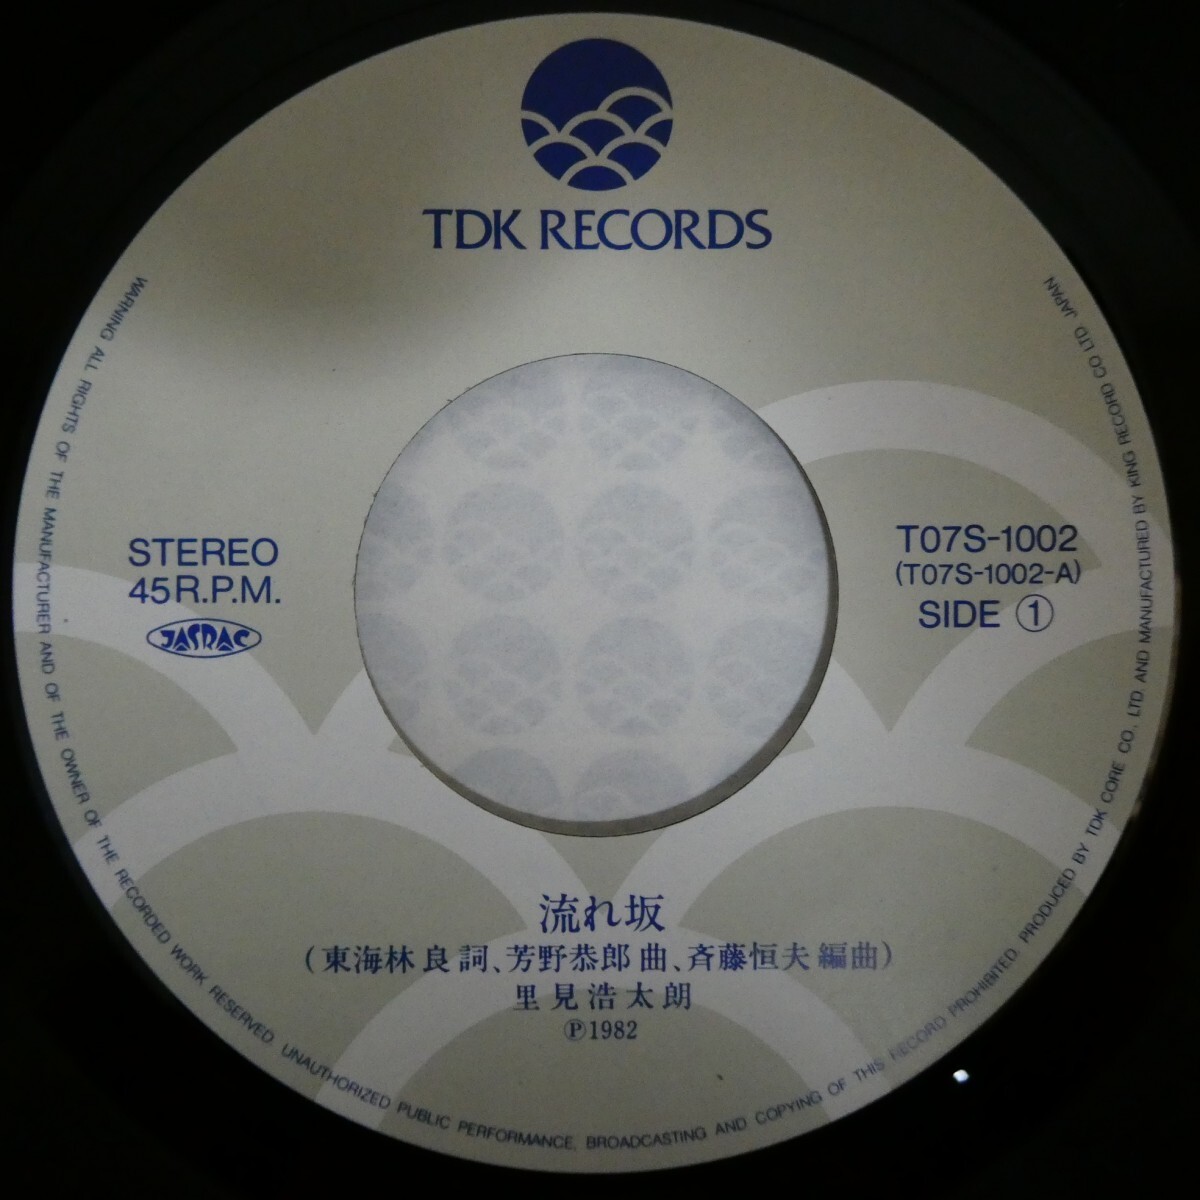 TDK RECORDS
STEREO
45R.P.M.
JASRAC
T07S-1002
(T07S-1002-A)
SIDE ①
流れ坂
(東海林良詞、芳野恭郎曲、斉藤恒夫編曲)
里見浩太朗
Ⓟ1982
WARNING ALL RIGHTS OF THE MANUFACTURER AND OF THE OWNER OF THE RECORDED WORK RESERVED. UNAUTHORIZED PUBLIC PERFORMANCE, BROADCASTING AND COPYING OF THIS RECORD PROHIBITED. PRODUCED BY TDK CORE CO., LTD. AND MANUFACTURED BY KING RECORD CO LTD. JAPAN